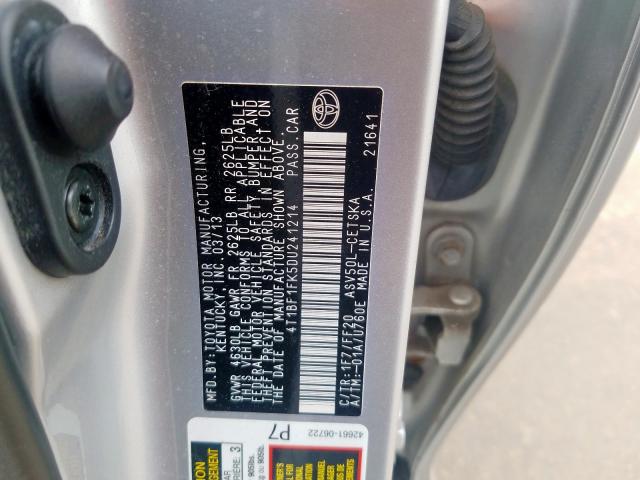 MFD.BY:TOYOTA MOTOR MANUFACTURING,
KENTUCKY, INC. 03/13
GVWR 4630LB GAWR FR 2625LB RR 2625LB
THIS VEHICLE CONFORMS TO ALL APPLICABLE
FEDERAL MOTOR VEHICLE SAFETY, BUMPER, AND
THEFT PREVENTION STANDARDS IN EFFECT ON
THE DATE OF MANUFACTURE SHOWN ABOVE.
4T1BF1FK5DU241214 PASS.CAR
C/TR:1F7/FF20 ASV50L-CETSKA
A/TM:-01A/U760E MADE IN U.S.A. 21641
P7
42661-06722
3
905lbs.